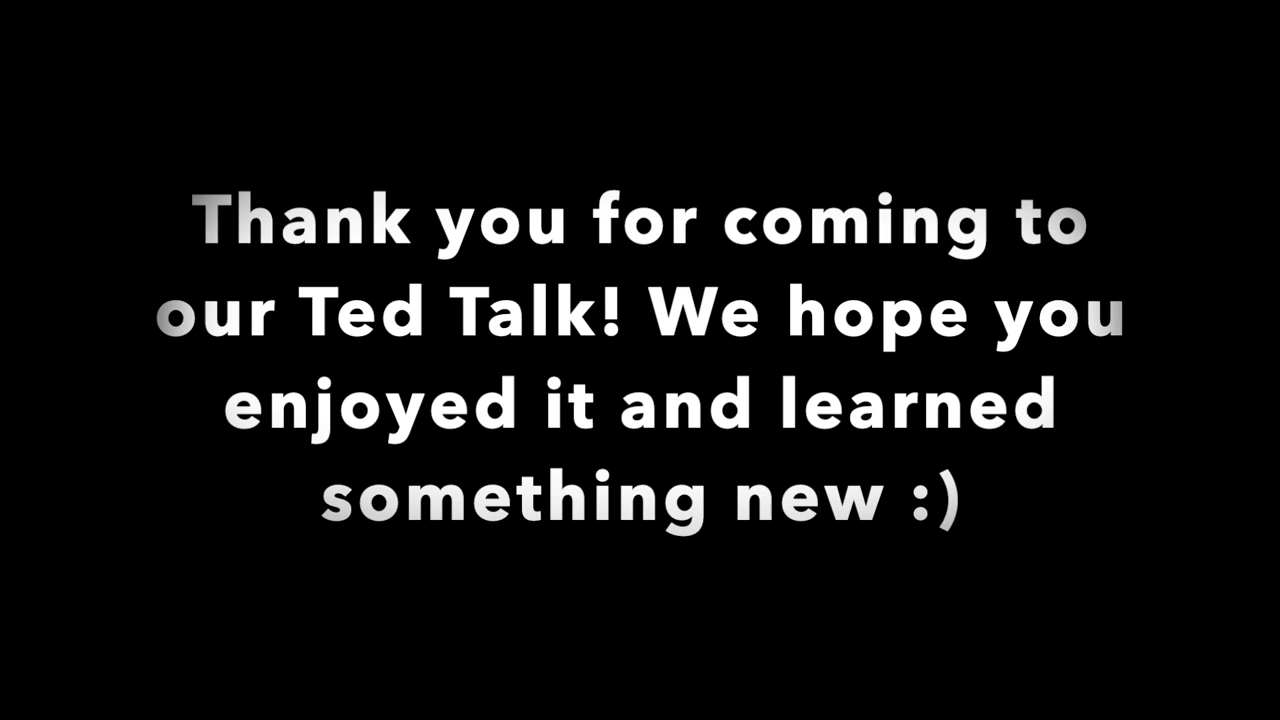 Thank you for coming to
our Ted Talk! We hope you
enjoyed it and learned
something new :)